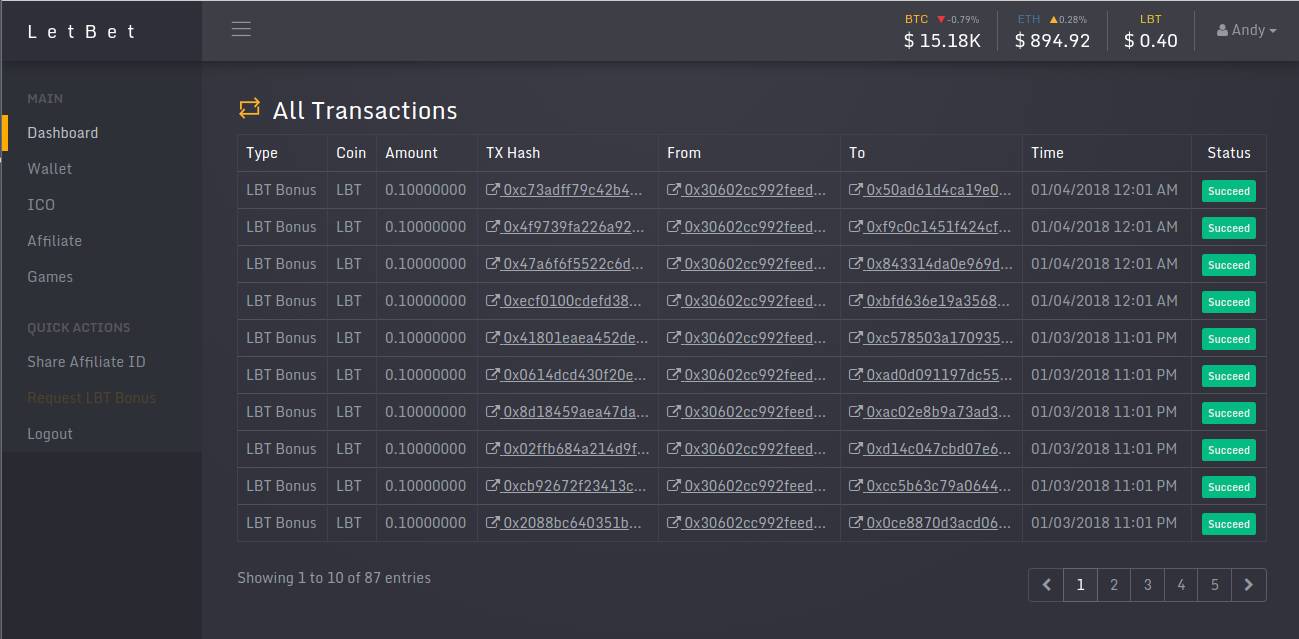 LetBet
BTC -0.79%
$ 15.18K
ETH 0.28%
$ 894.92
LBT
$ 0.40
Andy
MAIN
Dashboard
Wallet
ICO
Affiliate
Games
QUICK ACTIONS
Share Affiliate ID
Request LBT Bonus
Logout
All Transactions
Type Coin Amount TX Hash From To Time Status
LBT Bonus LBT 0.10000000 0xc73adff79c42b4... 0x30602cc992feed... 0x50ad61d4ca19e0... 01/04/2018 12:01 AM Succeed
LBT Bonus LBT 0.10000000 0x4f9739fa226a92... 0x30602cc992feed... 0xf9c0c1451f424cf... 01/04/2018 12:01 AM Succeed
LBT Bonus LBT 0.10000000 0x47a6f6f5522c6d... 0x30602cc992feed... 0x843314da0e969d... 01/04/2018 12:01 AM Succeed
LBT Bonus LBT 0.10000000 0xecf0100cdefd38... 0x30602cc992feed... 0xbfd636e19a3568... 01/04/2018 12:01 AM Succeed
LBT Bonus LBT 0.10000000 0x41801eaea452de... 0x30602cc992feed... 0xc578503a170935... 01/03/2018 11:01 PM Succeed
LBT Bonus LBT 0.10000000 0x0614dcd430f20e... 0x30602cc992feed... 0xad0d091197dc55... 01/03/2018 11:01 PM Succeed
LBT Bonus LBT 0.10000000 0x8d18459aea47da... 0x30602cc992feed... 0xac02e8b9a73ad3... 01/03/2018 11:01 PM Succeed
LBT Bonus LBT 0.10000000 0x02ffb684a214d9f... 0x30602cc992feed... 0xd14c047cbd07e6... 01/03/2018 11:01 PM Succeed
LBT Bonus LBT 0.10000000 0xcb92672f23413c... 0x30602cc992feed... 0xcc5b63c79a0644... 01/03/2018 11:01 PM Succeed
LBT Bonus LBT 0.10000000 0x2088bc640351b... 0x30602cc992feed... 0x0ce8870d3acd06... 01/03/2018 11:01 PM Succeed
Showing 1 to 10 of 87 entries
1 2 3 4 5